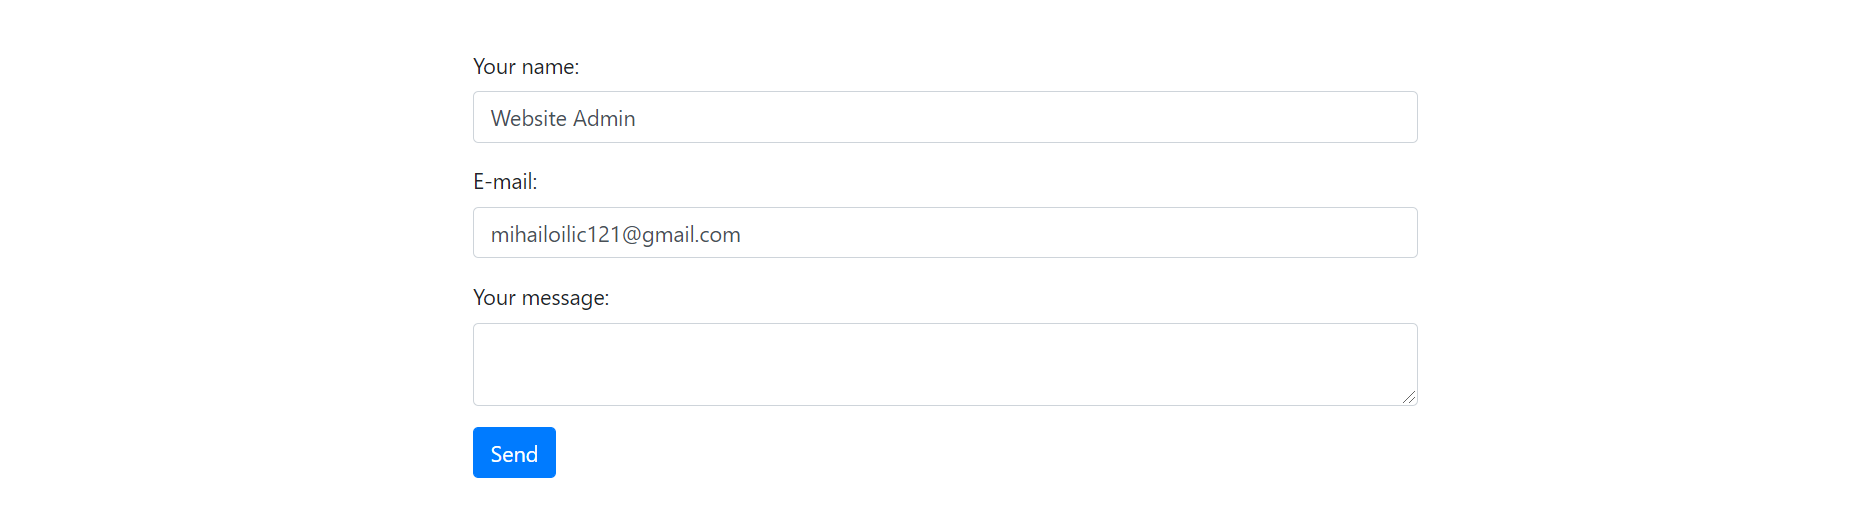 Your name:
Website Admin
E-mail:
mihailoilic121@gmail.com
Your message:
Send